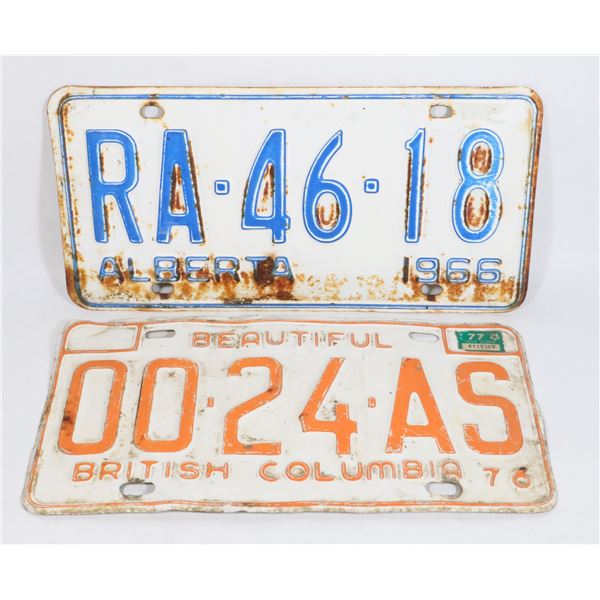 RA·46·18
ALBERTA 1966
BEAUTIFUL
77
00·24·AS
BRITISH COLUMBIA 76